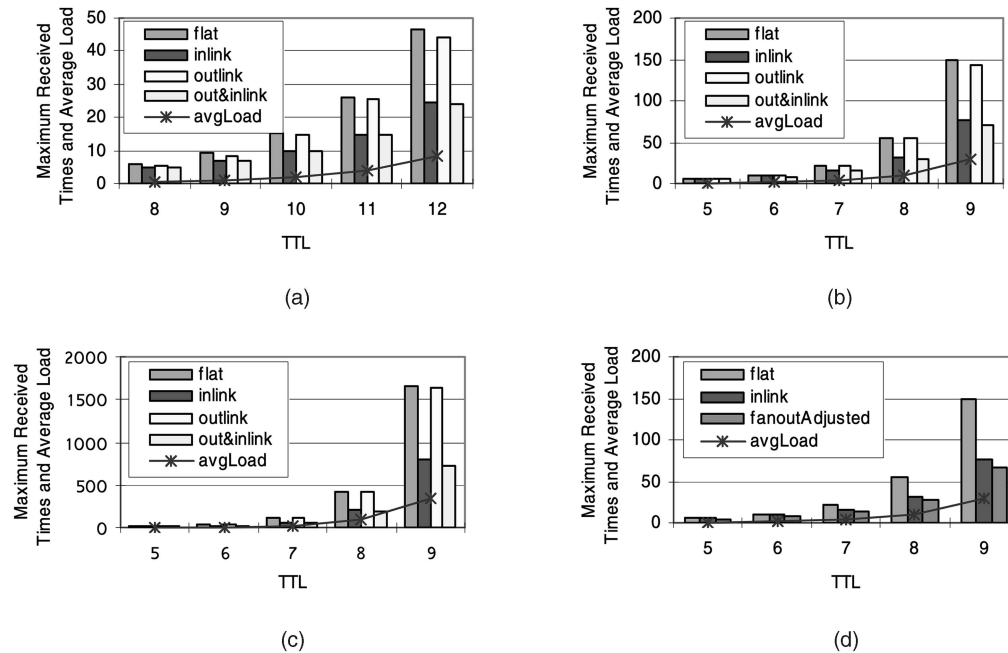 Maximum Received
Times and Average Load
50
40
30
20
10
0
flat
inlink
outlink
out&inlink
avgLoad
8 9 10 11 12
TTL
(a)
Maximum Received
Times and Average Load
200
150
100
50
0
flat
inlink
outlink
out&inlink
avgLoad
5 6 7 8 9
TTL
(b)
Maximum Received
Times and Average Load
2000
1500
1000
500
0
flat
inlink
outlink
out&inlink
avgLoad
5 6 7 8 9
TTL
(c)
Maximum Received
Times and Average Load
200
150
100
50
0
flat
inlink
fanoutAdjusted
avgLoad
5 6 7 8 9
TTL
(d)